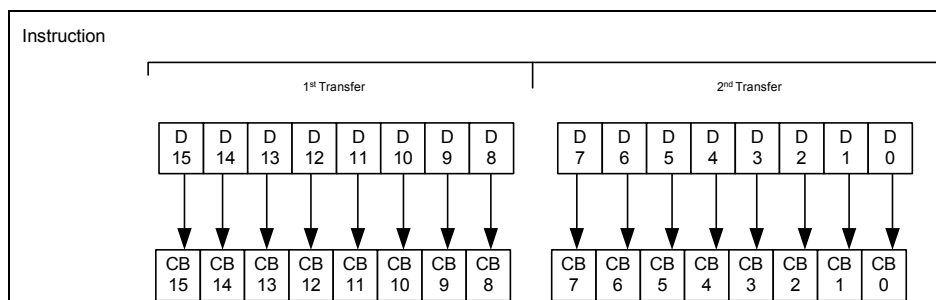 Instruction
1st Transfer 2nd Transfer
D D D D D D D D D D D D D D D D
15 14 13 12 11 10 9 8 7 6 5 4 3 2 1 0
CB CB CB CB CB CB CB CB CB CB CB CB CB CB CB CB
15 14 13 12 11 10 9 8 7 6 5 4 3 2 1 0